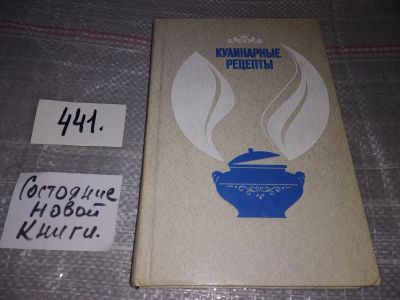 КУЛИНАРНЫЕ
РЕЦЕПТЫ
441.
Состояние
новой
книги.